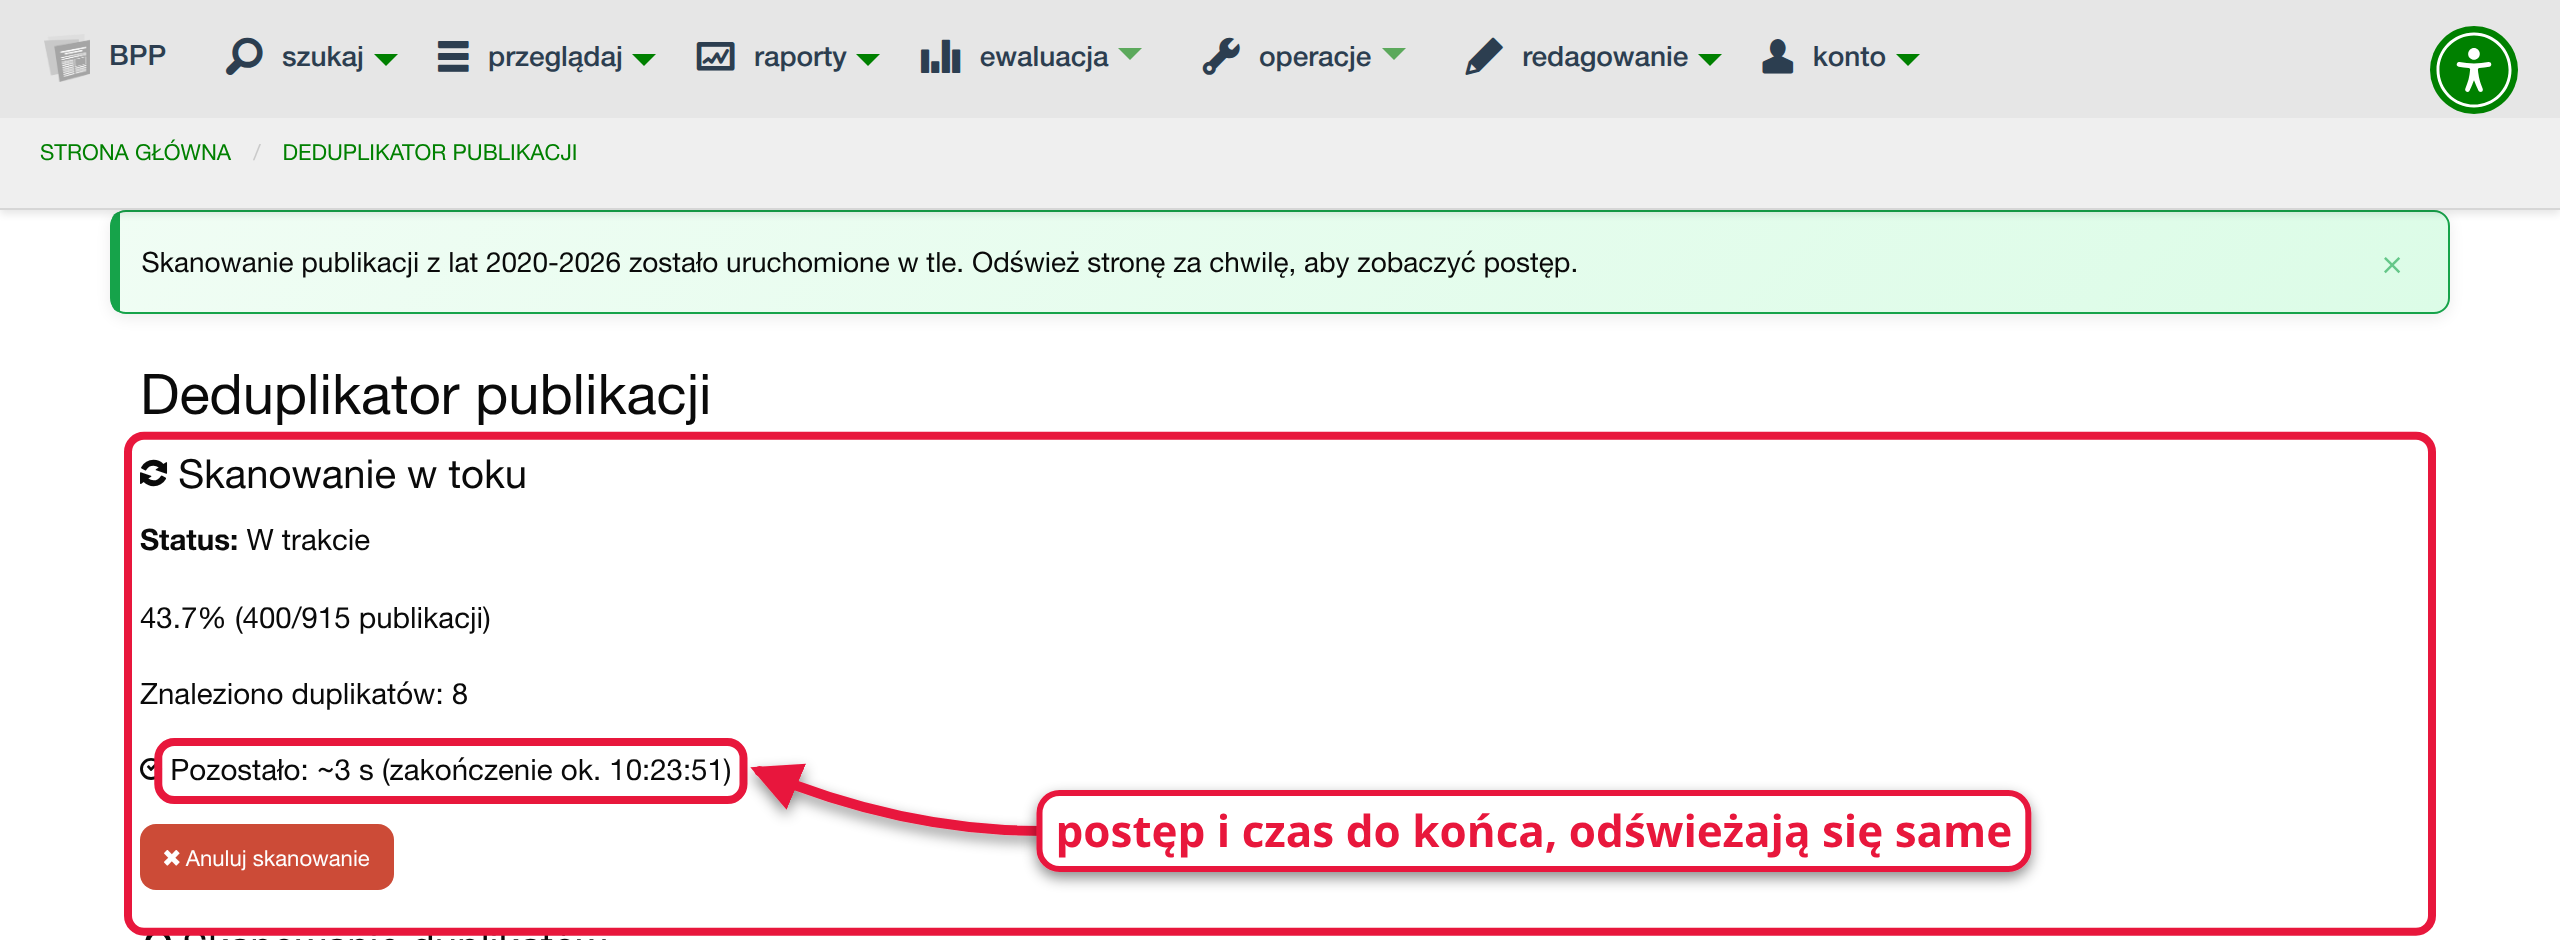 BPP szukaj przeglądaj raporty ewaluacja operacje redagowanie konto
STRONA GŁÓWNA / DEDUPLIKATOR PUBLIKACJI
Skanowanie publikacji z lat 2020-2026 zostało uruchomione w tle. Odśwież stronę za chwilę, aby zobaczyć postęp. ×
Deduplikator publikacji
Skanowanie w toku
Status: W trakcie
43.7% (400/915 publikacji)
Znaleziono duplikatów: 8
Pozostało: ~3 s (zakończenie ok. 10:23:51)
postęp i czas do końca, odświeżają się same
✖ Anuluj skanowanie